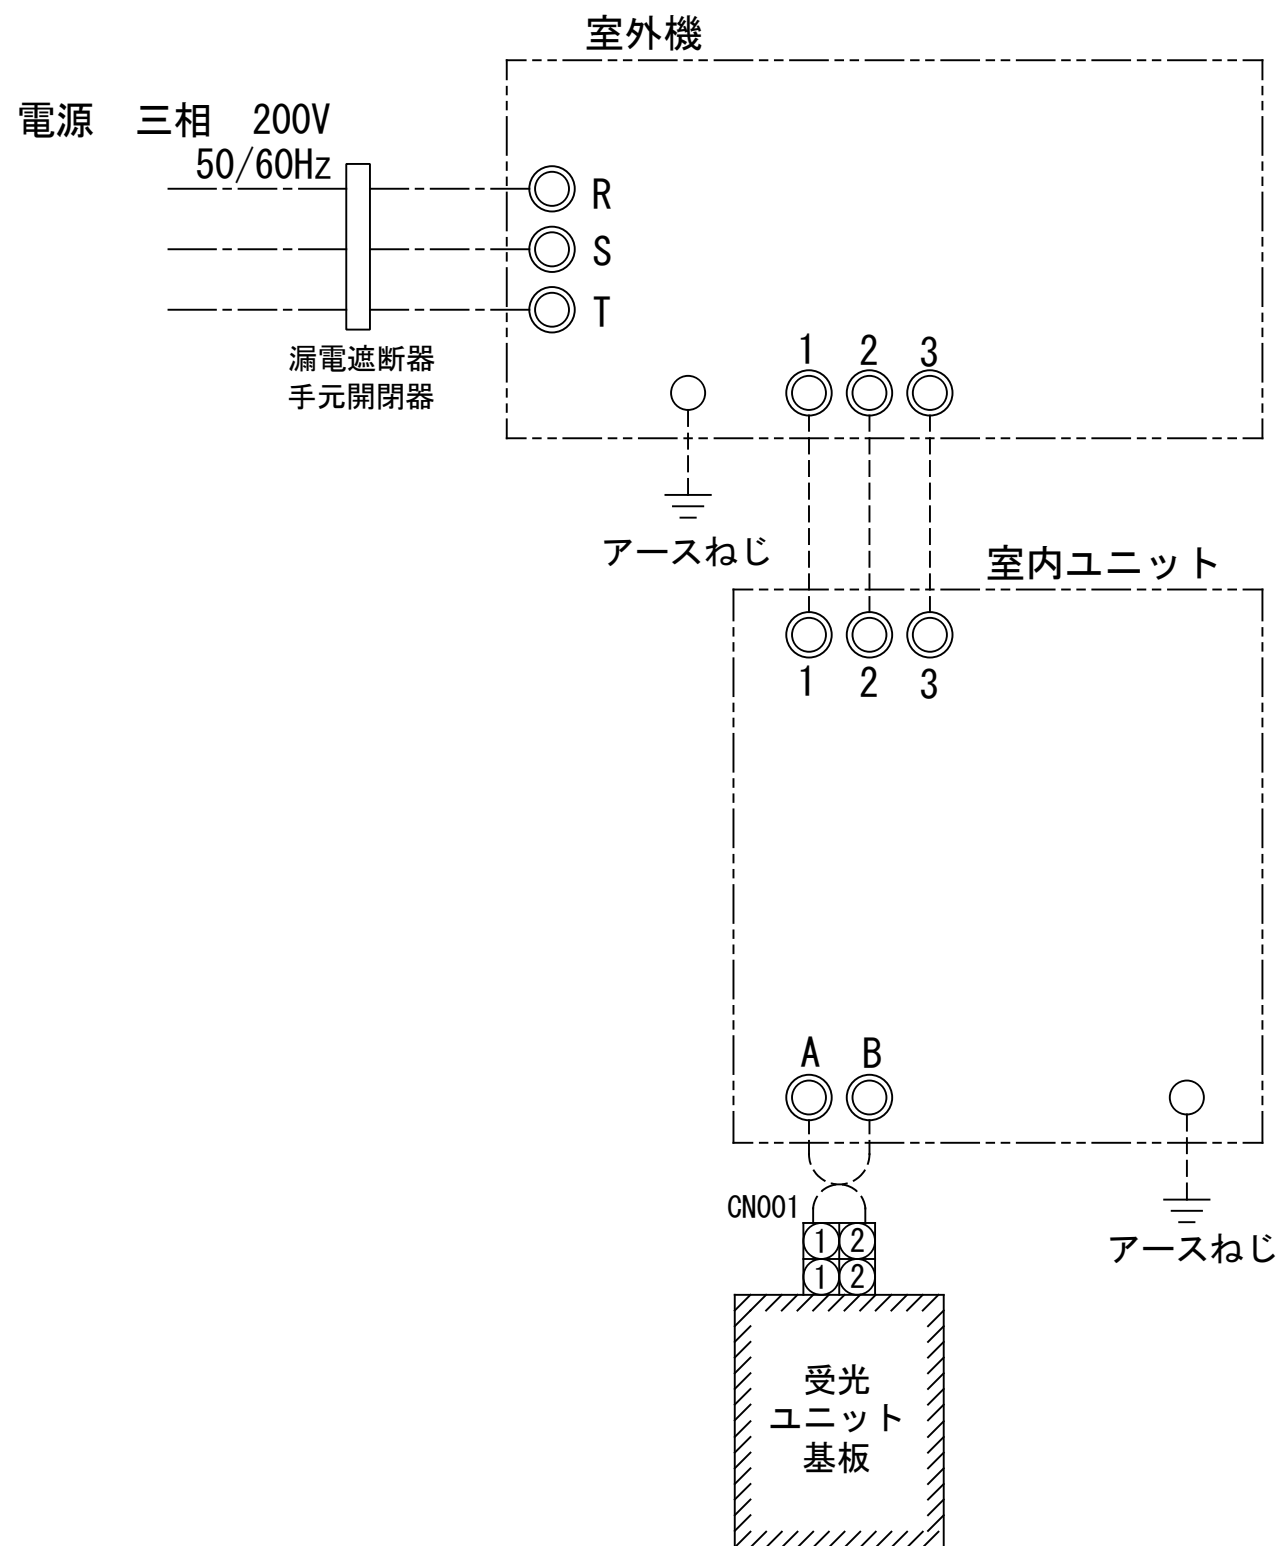 室外機
電源 三相 200V
50/60Hz
R
S
T
漏電遮断器
手元開閉器
1 2 3
アースねじ
室内ユニット
1 2 3
A B
CN001
1 2
1 2
アースねじ
受光
ユニット
基板